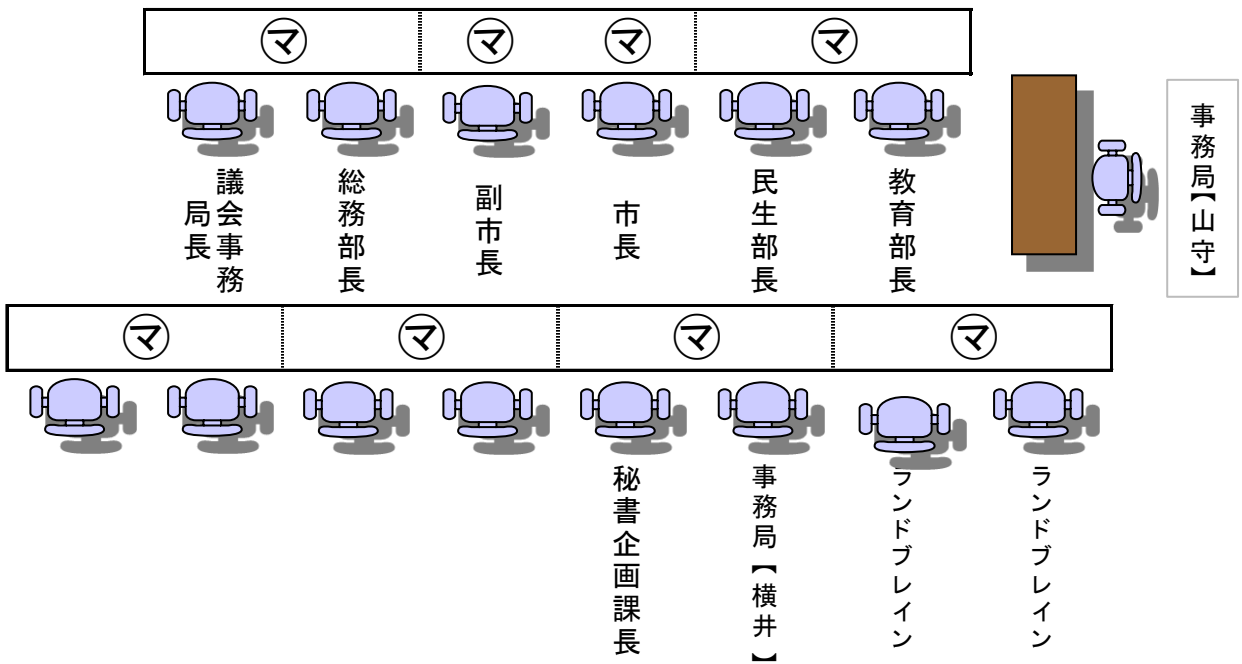 ㋮ ㋮ ㋮ ㋮
議会事務
局長
総務部長
副市長
市長
民生部長
教育部長
事務局【山守】
㋮ ㋮ ㋮ ㋮
秘書企画課長
事務局【横井】
ランドブレイン
ランドブレイン